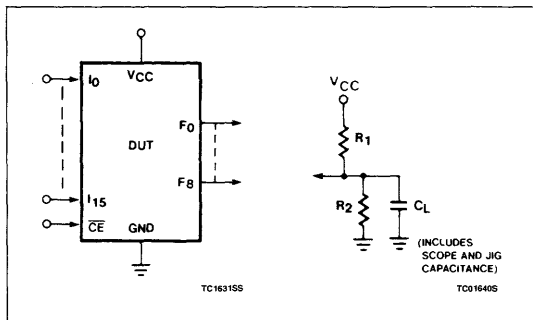 I0
VCC
F0
DUT
F8
I15
CE
GND
TC1631SS
VCC
R1
R2
CL
(INCLUDES
SCOPE AND JIG
CAPACITANCE)
TC01640S